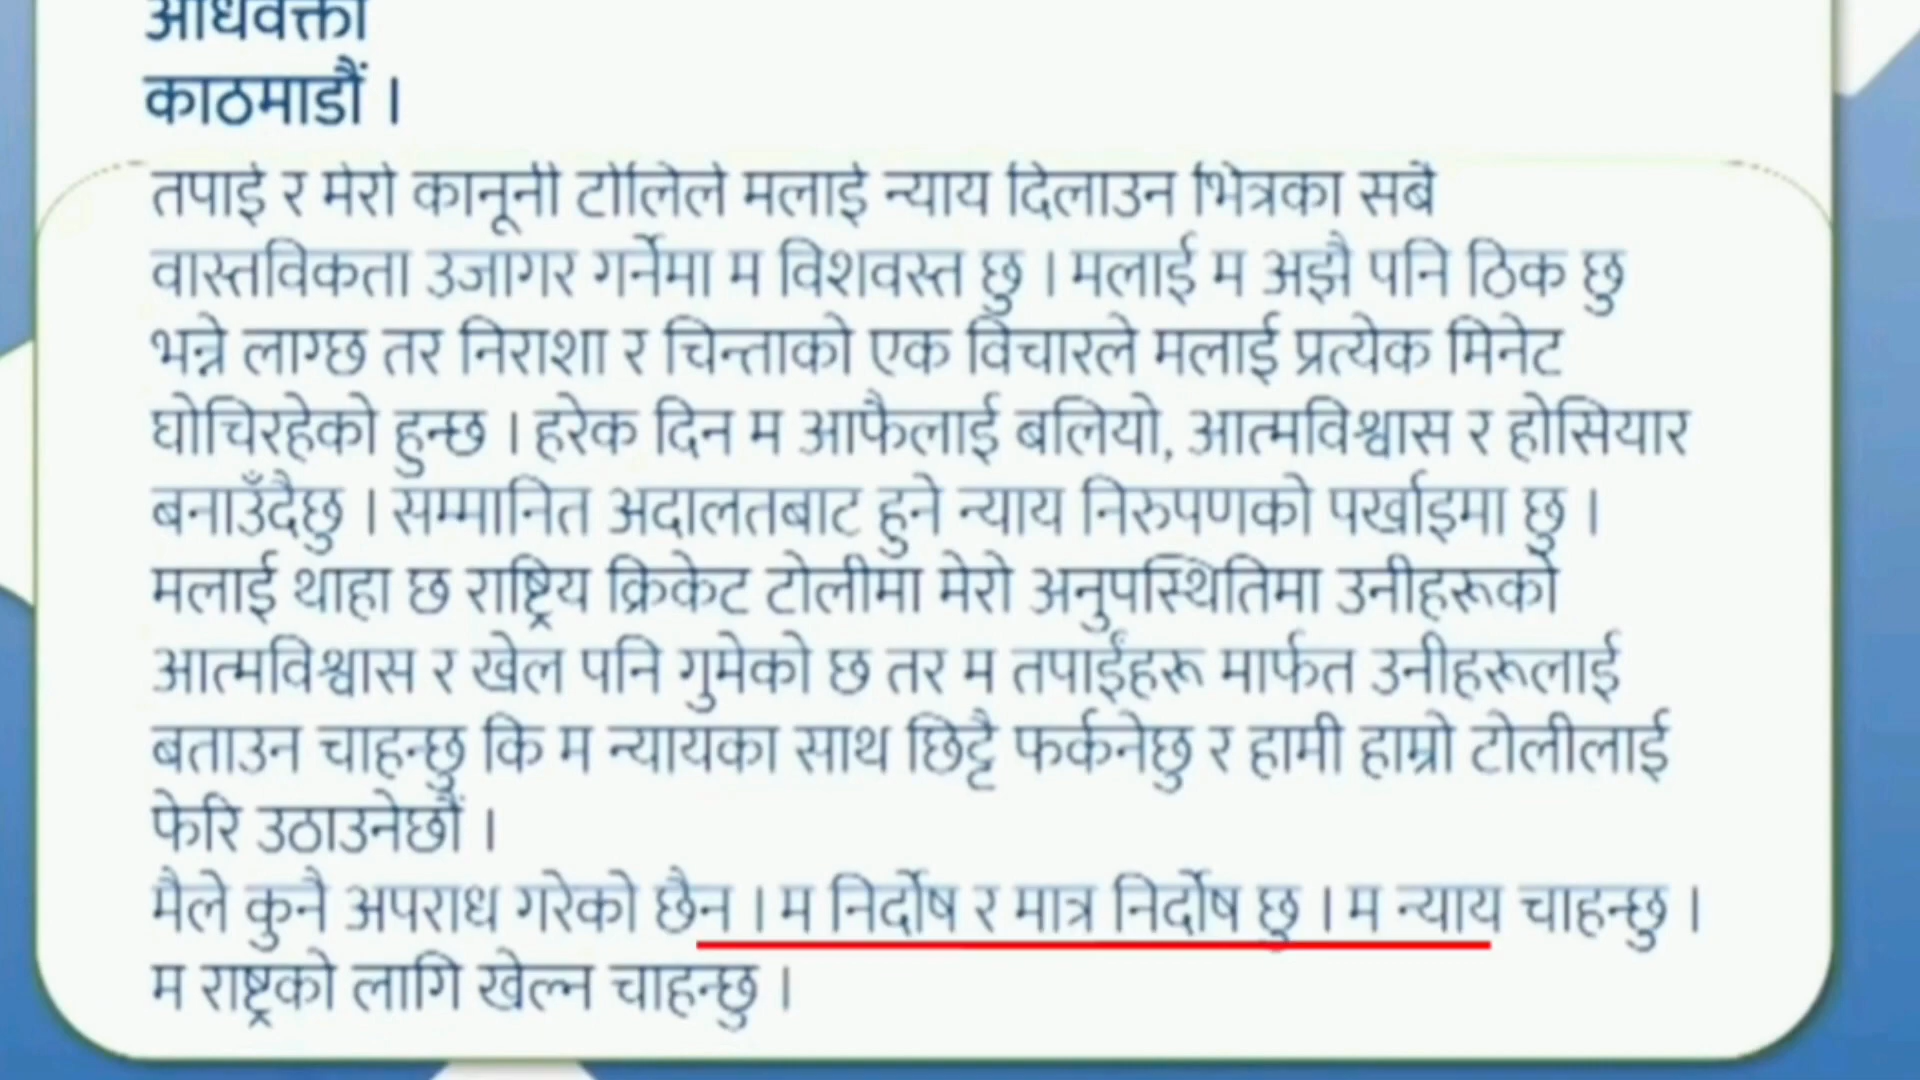 अधिवक्ता
काठमाडौं ।
तपाई र मेरो कानूनी टोलिले मलाई न्याय दिलाउन भित्रका सबै
वास्तविकता उजागर गर्नेमा म विशवस्त छु । मलाई म अझै पनि ठिक छु
भन्ने लाग्छ तर निराशा र चिन्ताको एक विचारले मलाई प्रत्येक मिनेट
घोचिरहेको हुन्छ । हरेक दिन म आफैलाई बलियो, आत्मविश्वास र होसियार
बनाउँदैछु । सम्मानित अदालतबाट हुने न्याय निरुपणको पर्खाइमा छु ।
मलाई थाहा छ राष्ट्रिय क्रिकेट टोलीमा मेरो अनुपस्थितिमा उनीहरूको
आत्मविश्वास र खेल पनि गुमेको छ तर म तपाईंहरू मार्फत उनीहरूलाई
बताउन चाहन्छु कि म न्यायका साथ छिट्टै फर्कनेछु र हामी हाम्रो टोलीलाई
फेरि उठाउनेछौं ।
मैले कुनै अपराध गरेको छैन । म निर्दोष र मात्र निर्दोष छु । म न्याय चाहन्छु ।
म राष्ट्रको लागि खेल्न चाहन्छु ।